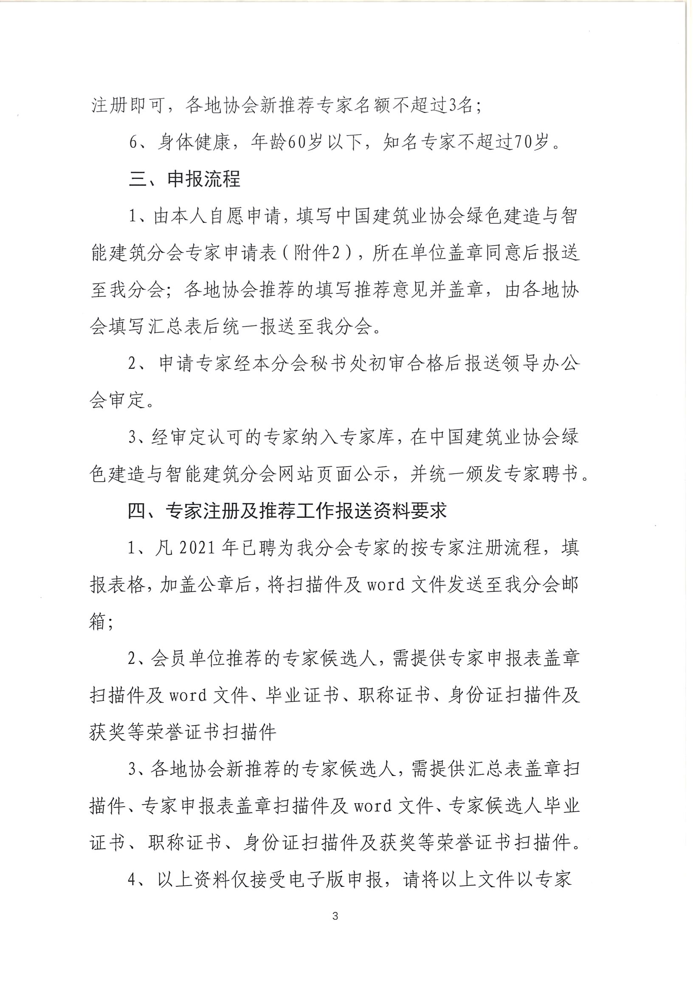 注册即可，各地协会新推荐专家名额不超过3名；
6、身体健康，年龄60岁以下，知名专家不超过70岁。
三、申报流程
1、由本人自愿申请，填写中国建筑业协会绿色建造与智
能建筑分会专家申请表（附件2），所在单位盖章同意后报送
至我分会；各地协会推荐的填写推荐意见并盖章，由各地协
会填写汇总表后统一报送至我分会。
2、申请专家经本分会秘书处初审合格后报送领导办公
会审定。
3、经审定认可的专家纳入专家库，在中国建筑业协会绿
色建造与智能建筑分会网站页面公示，并统一颁发专家聘书。
四、专家注册及推荐工作报送资料要求
1、凡 2021 年已聘为我分会专家的按专家注册流程，填
报表格，加盖公章后，将扫描件及 word 文件发送至我分会邮
箱；
2、会员单位推荐的专家候选人，需提供专家申报表盖章
扫描件及 word 文件、毕业证书、职称证书、身份证扫描件及
获奖等荣誉证书扫描件
3、各地协会新推荐的专家候选人，需提供汇总表盖章扫
描件、专家申报表盖章扫描件及 word 文件、专家候选人毕业
证书、职称证书、身份证扫描件及获奖等荣誉证书扫描件。
4、以上资料仅接受电子版申报，请将以上文件以专家
3